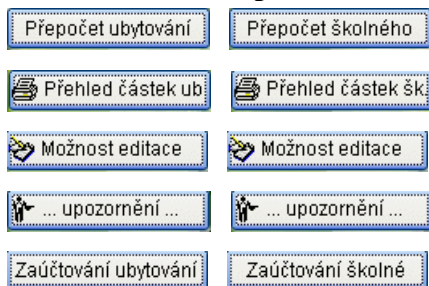 Přepočet ubytování Přepočet školného
Přehled částek ub Přehled částek šk
Možnost editace Možnost editace
... upozornění ... ... upozornění ...
Zaúčtování ubytování Zaúčtování školné